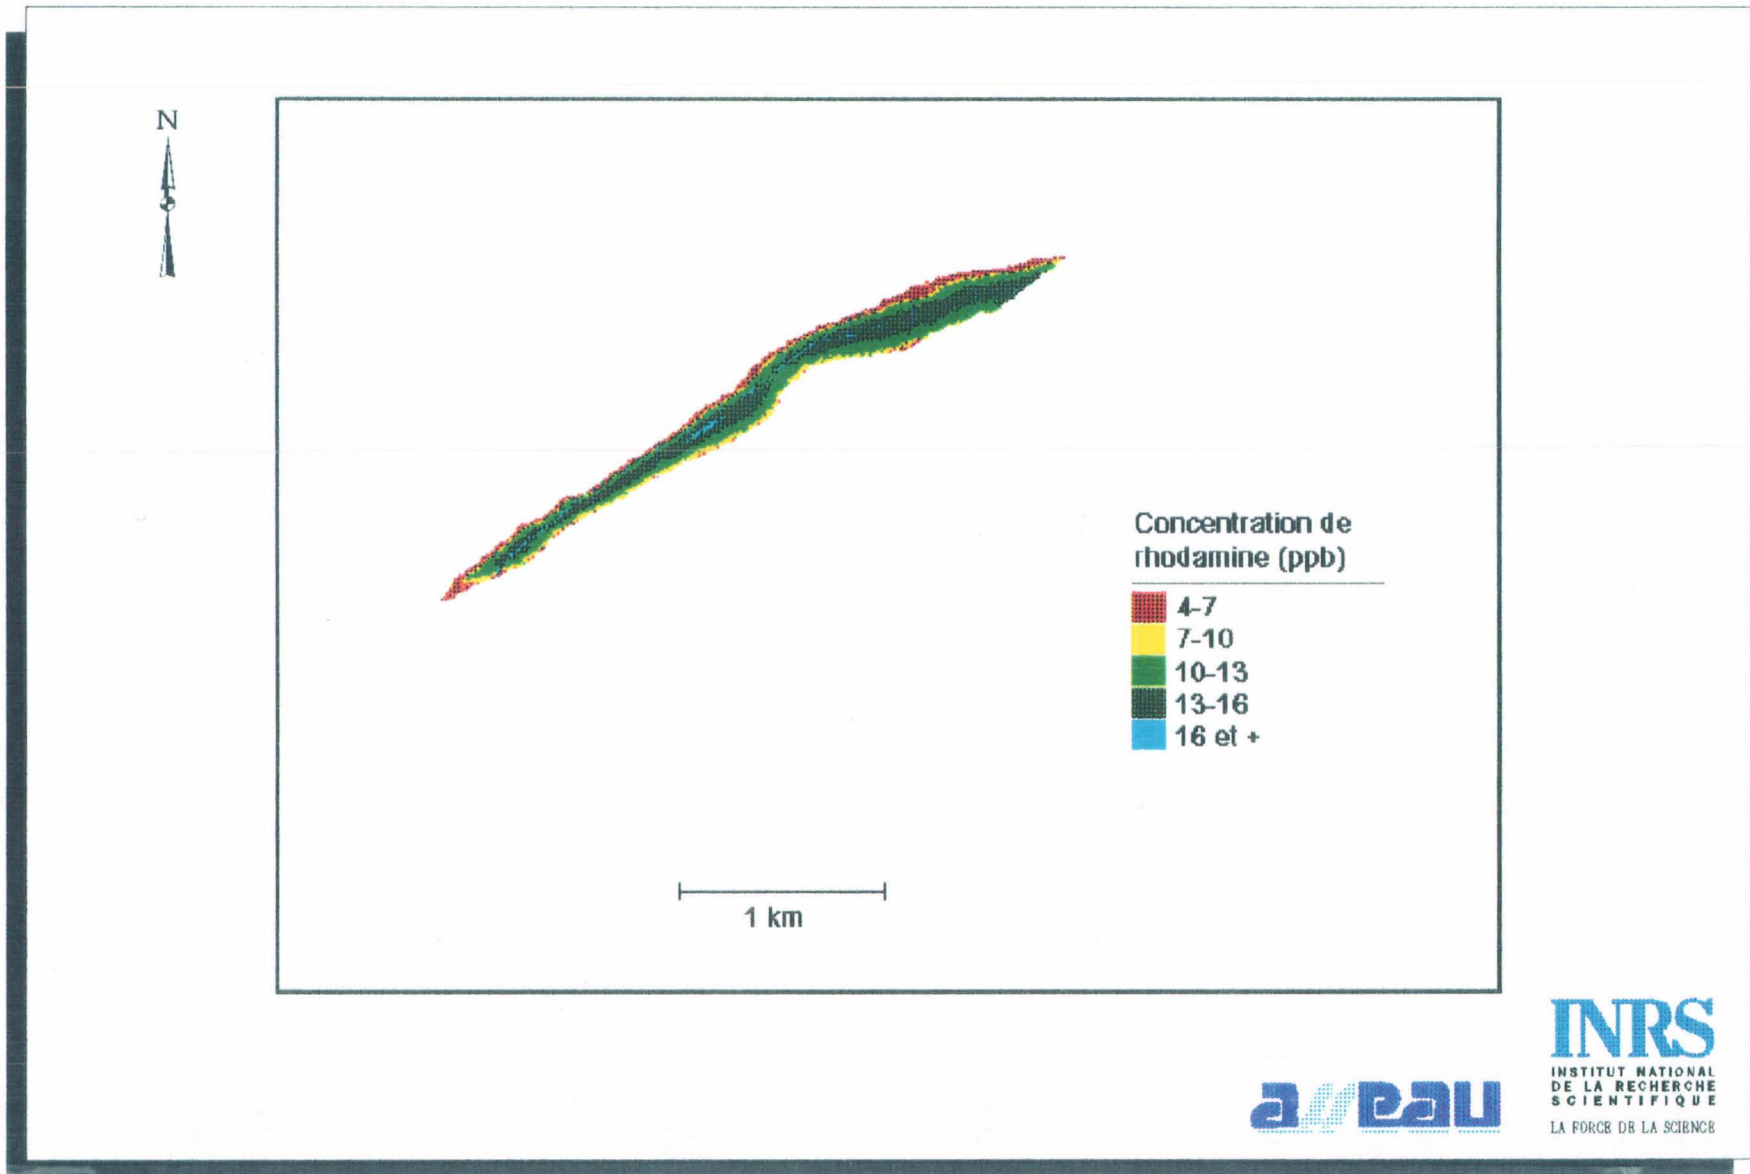 N
Concentration de
rhodamine (ppb)
4-7
7-10
10-13
13-16
16 et +
1 km
INRS
INSTITUT NATIONAL
DE LA RECHERCHE
SCIENTIFIQUE
LA FORCE DE LA SCIENCE